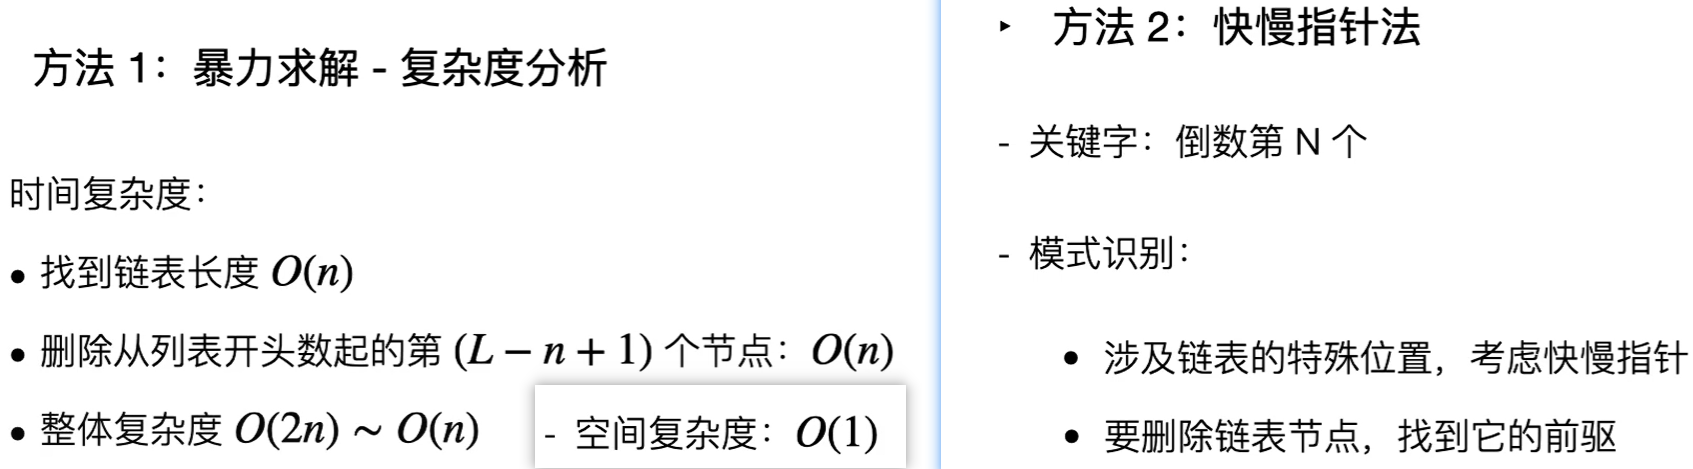 方法 1：暴力求解 - 复杂度分析
时间复杂度：
• 找到链表长度 O(n)
• 删除从列表开头数起的第 (L − n + 1) 个节点：O(n)
• 整体复杂度 O(2n) ~ O(n)
- 空间复杂度：O(1)
‣ 方法 2：快慢指针法
- 关键字：倒数第 N 个
- 模式识别：
• 涉及链表的特殊位置，考虑快慢指针
• 要删除链表节点，找到它的前驱